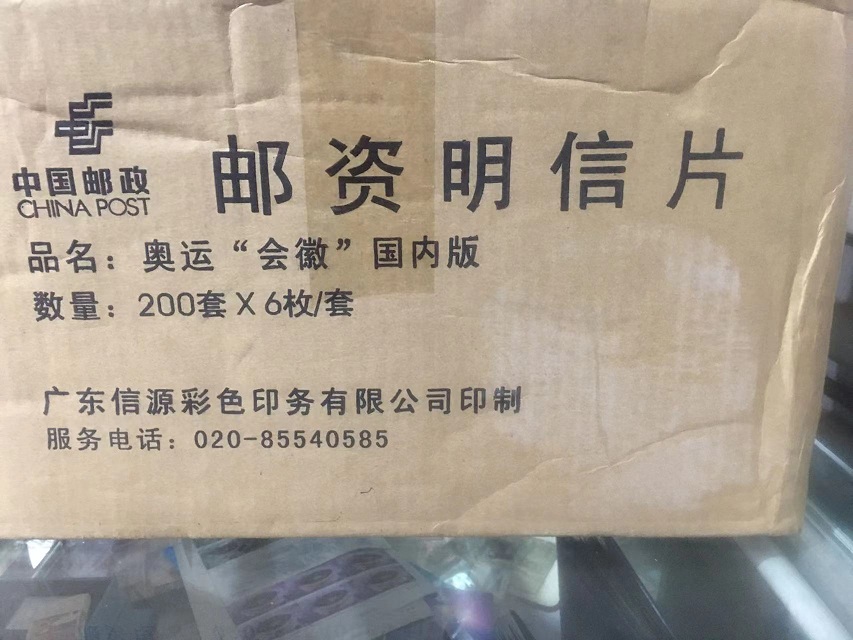 中国邮政
CHINA POST
邮资明信片
品名：奥运“会徽”国内版
数量：200套 X 6枚/套
广东信源彩色印务有限公司印制
服务电话：020-85540585